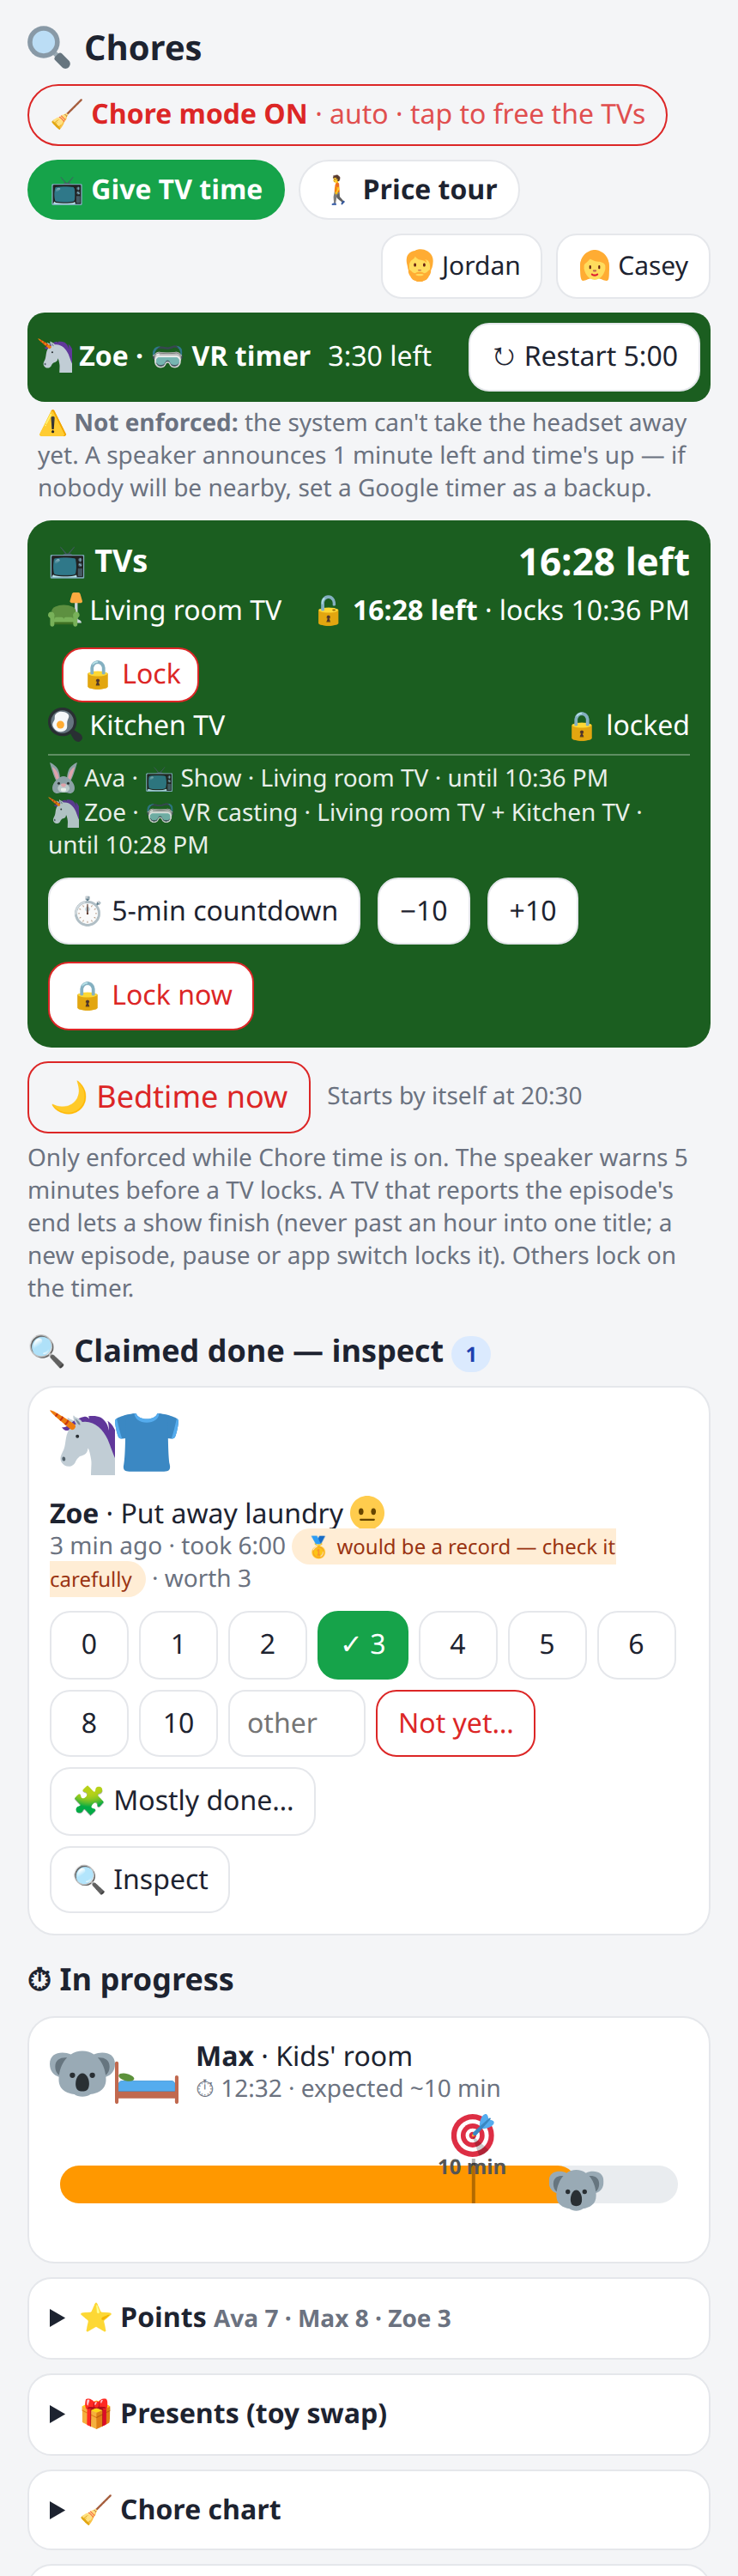 🔍 Chores
🧹 Chore mode ON · auto · tap to free the TVs
📺 Give TV time
🚶 Price tour
Jordan
Casey
🦄 Zoe · 🥽 VR timer 3:30 left
↻ Restart 5:00
⚠️ Not enforced: the system can't take the headset away
yet. A speaker announces 1 minute left and time's up — if
nobody will be nearby, set a Google timer as a backup.
📺 TVs 16:28 left
🛋️ Living room TV 🔓 16:28 left · locks 10:36 PM
🔒 Lock
🍳 Kitchen TV 🔒 locked
🐰 Ava · 📺 Show · Living room TV · until 10:36 PM
🦄 Zoe · 🥽 VR casting · Living room TV + Kitchen TV ·
until 10:28 PM
⏱️ 5-min countdown
−10
+10
🔒 Lock now
🌙 Bedtime now
Starts by itself at 20:30
Only enforced while Chore time is on. The speaker warns 5
minutes before a TV locks. A TV that reports the episode's
end lets a show finish (never past an hour into one title; a
new episode, pause or app switch locks it). Others lock on
the timer.
🔍 Claimed done — inspect 1
Zoe · Put away laundry 😐
3 min ago · took 6:00 🥇 would be a record — check it
carefully · worth 3
0 1 2 ✓ 3 4 5 6
8 10 other Not yet…
🧩 Mostly done…
🔍 Inspect
⏱ In progress
Max · Kids' room
⏱ 12:32 · expected ~10 min
10 min
▶ ⭐ Points Ava 7 · Max 8 · Zoe 3
▶ 🎁 Presents (toy swap)
▶ 🧹 Chore chart